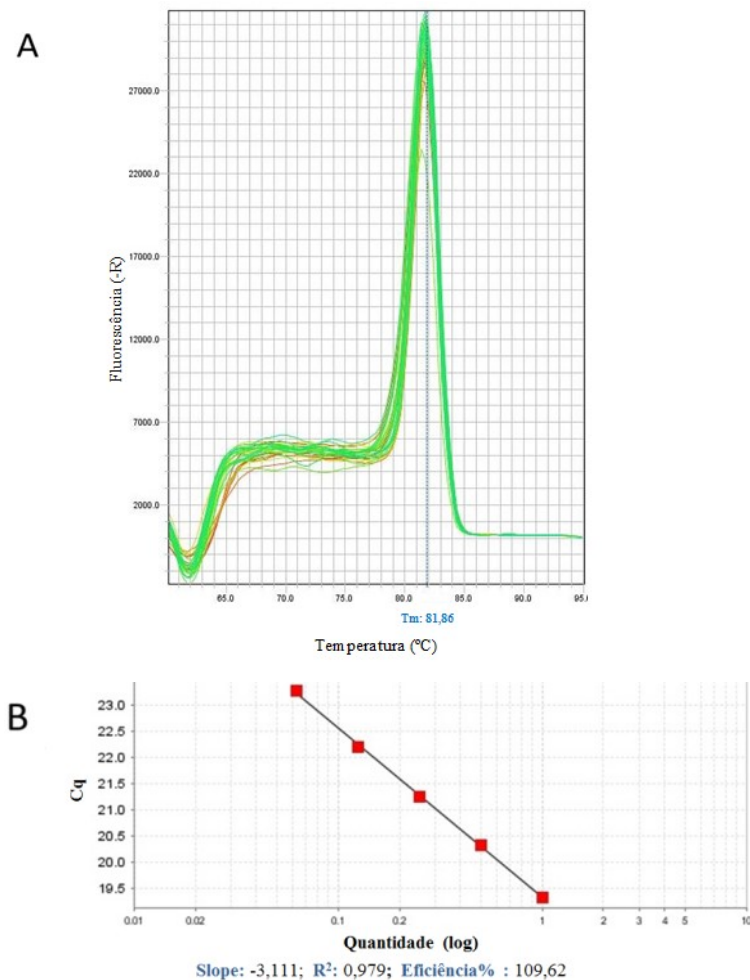 A
27000.0
22000.0
17000.0
12000.0
7000.0
2000.0
Fluorescência (-R)
65.0 70.0 75.0 80.0 85.0 90.0 95.
Tm: 81,86
Temperatura (ºC)
B
23.0
22.5
22.0
21.5
21.0
20.5
20.0
19.5
Cq
0.01 0.02 0.1 0.2 1 2 3 4 5 10
Quantidade (log)
Slope: -3,111; R²: 0,979; Eficiência% : 109,62